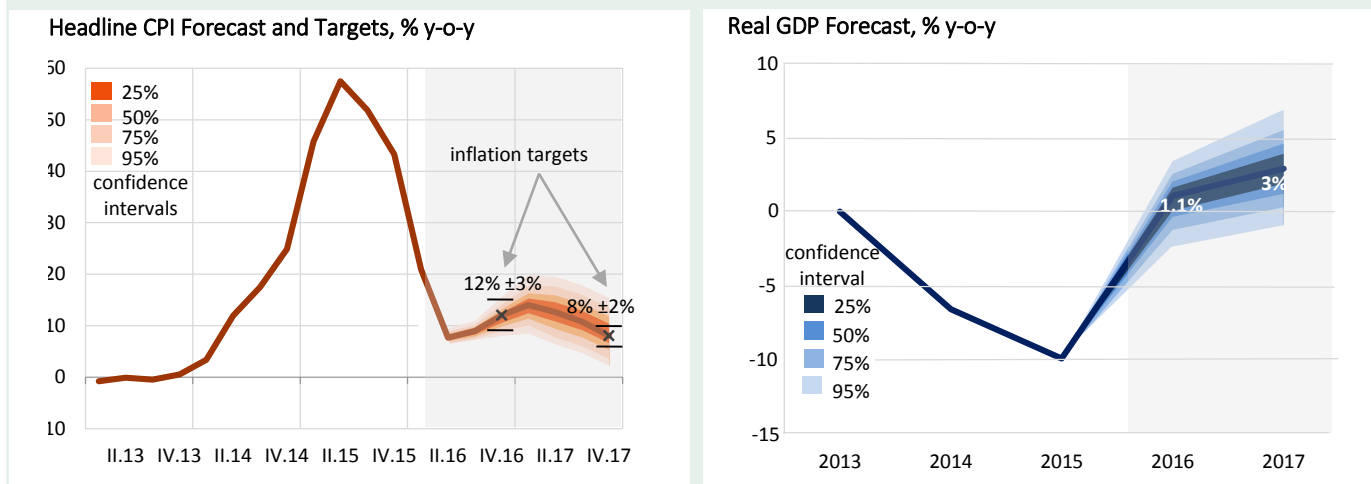 Headline CPI Forecast and Targets, % y-o-y
60
50
40
30
20
10
0
10
25%
50%
75%
95%
confidence
intervals
inflation targets
12% ±3%
8% ±2%
II.13 IV.13 II.14 IV.14 II.15 IV.15 II.16 IV.16 II.17 IV.17
Real GDP Forecast, % y-o-y
10
5
0
-5
-10
-15
1.1%
3%
confidence
interval
25%
50%
75%
95%
2013 2014 2015 2016 2017